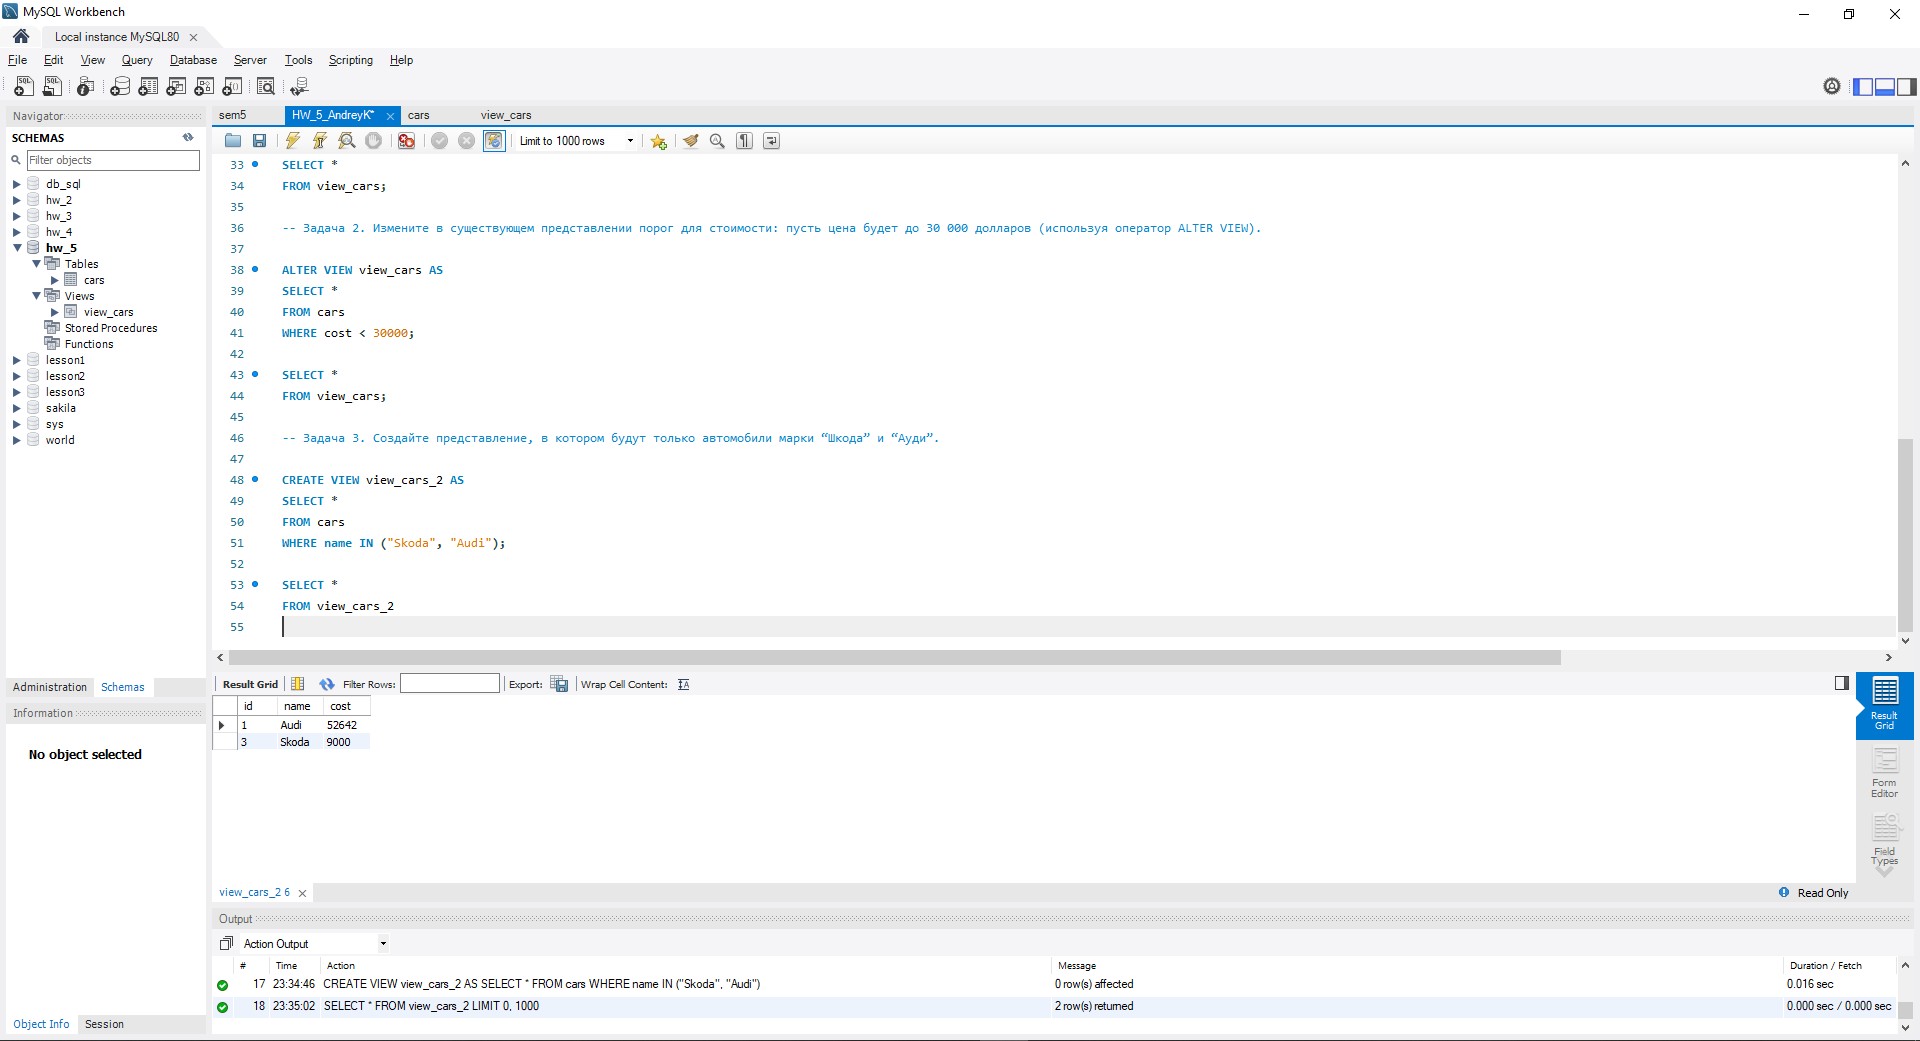 MySQL Workbench
Local instance MySQL80
File Edit View Query Database Server Tools Scripting Help
Navigator
SCHEMAS
Filter objects
db_sql
hw_2
hw_3
hw_4
hw_5
Tables
cars
Views
view_cars
Stored Procedures
Functions
lesson1
lesson2
lesson3
sakila
sys
world
Administration Schemas
Information
No object selected
Object Info Session
sem5 HW_5_AndreyK* cars view_cars
Limit to 1000 rows
33 SELECT *
34 FROM view_cars;
35
36 -- Задача 2. Измените в существующем представлении порог для стоимости: пусть цена будет до 30 000 долларов (используя оператор ALTER VIEW).
37
38 ALTER VIEW view_cars AS
39 SELECT *
40 FROM cars
41 WHERE cost < 30000;
42
43 SELECT *
44 FROM view_cars;
45
46 -- Задача 3. Создайте представление, в котором будут только автомобили марки “Шкода” и “Ауди”.
47
48 CREATE VIEW view_cars_2 AS
49 SELECT *
50 FROM cars
51 WHERE name IN ("Skoda", "Audi");
52
53 SELECT *
54 FROM view_cars_2
55
Result Grid Filter Rows: Export: Wrap Cell Content:
id name cost
1 Audi 52642
3 Skoda 9000
Result
Grid
Form
Editor
Field
Types
view_cars_2 6 Read Only
Output
Action Output
# Time Action Message Duration / Fetch
17 23:34:46 CREATE VIEW view_cars_2 AS SELECT * FROM cars WHERE name IN ("Skoda", "Audi") 0 row(s) affected 0.016 sec
18 23:35:02 SELECT * FROM view_cars_2 LIMIT 0, 1000 2 row(s) returned 0.000 sec / 0.000 sec